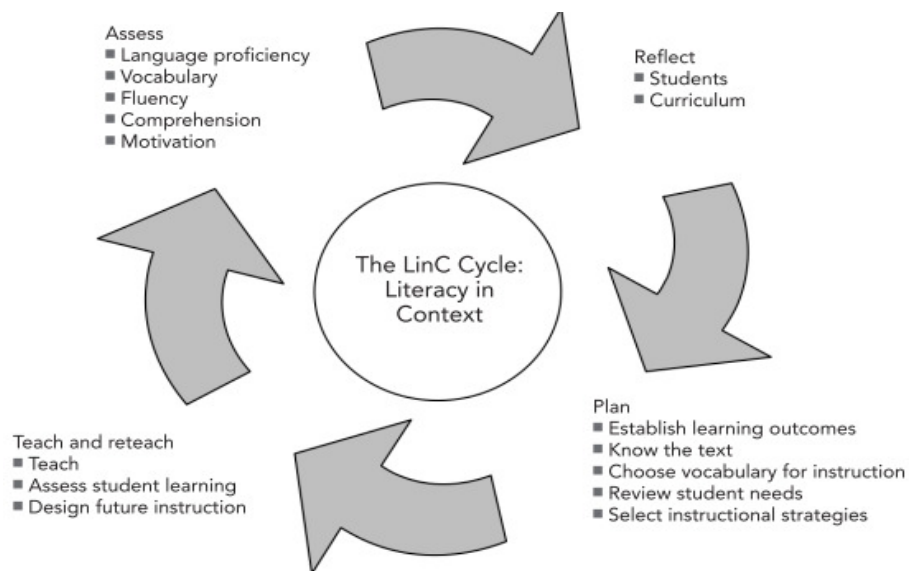 Assess
■ Language proficiency
■ Vocabulary
■ Fluency
■ Comprehension
■ Motivation
Reflect
■ Students
■ Curriculum
The LinC Cycle:
Literacy in
Context
Plan
■ Establish learning outcomes
■ Know the text
■ Choose vocabulary for instruction
■ Review student needs
■ Select instructional strategies
Teach and reteach
■ Teach
■ Assess student learning
■ Design future instruction